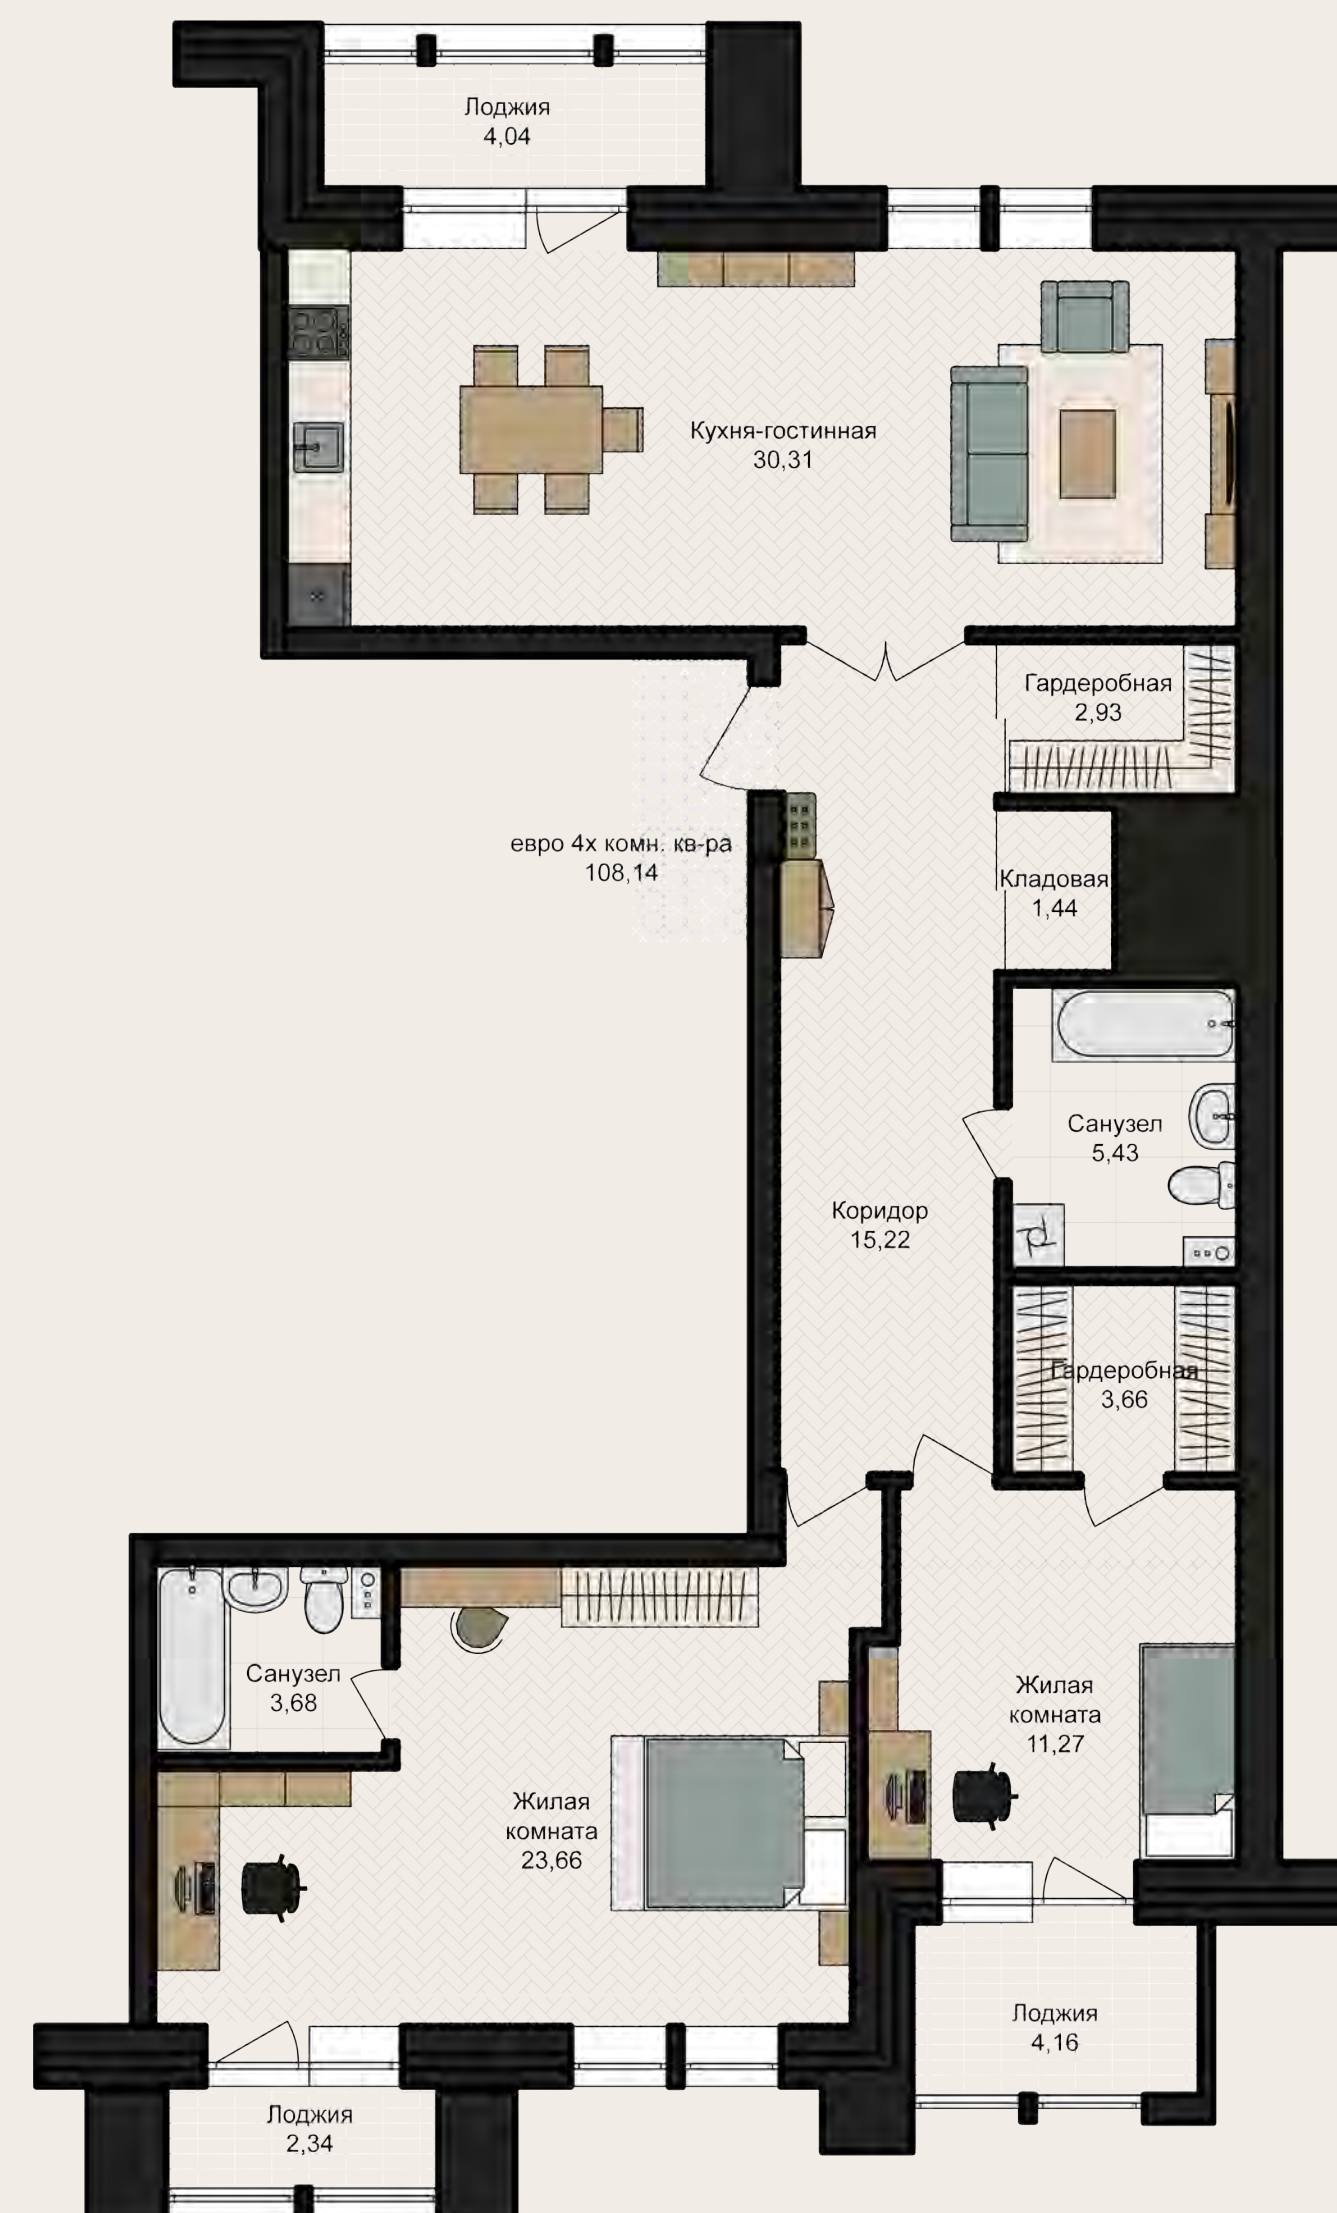 Лоджия
4,04
Кухня-гостинная
30,31
Гардеробная
2,93
евро 4х комн. кв-ра
108,14
Кладовая
1,44
Санузел
5,43
Коридор
15,22
Гардеробная
3,66
Санузел
3,68
Жилая
комната
11,27
Жилая
комната
23,66
Лоджия
4,16
Лоджия
2,34